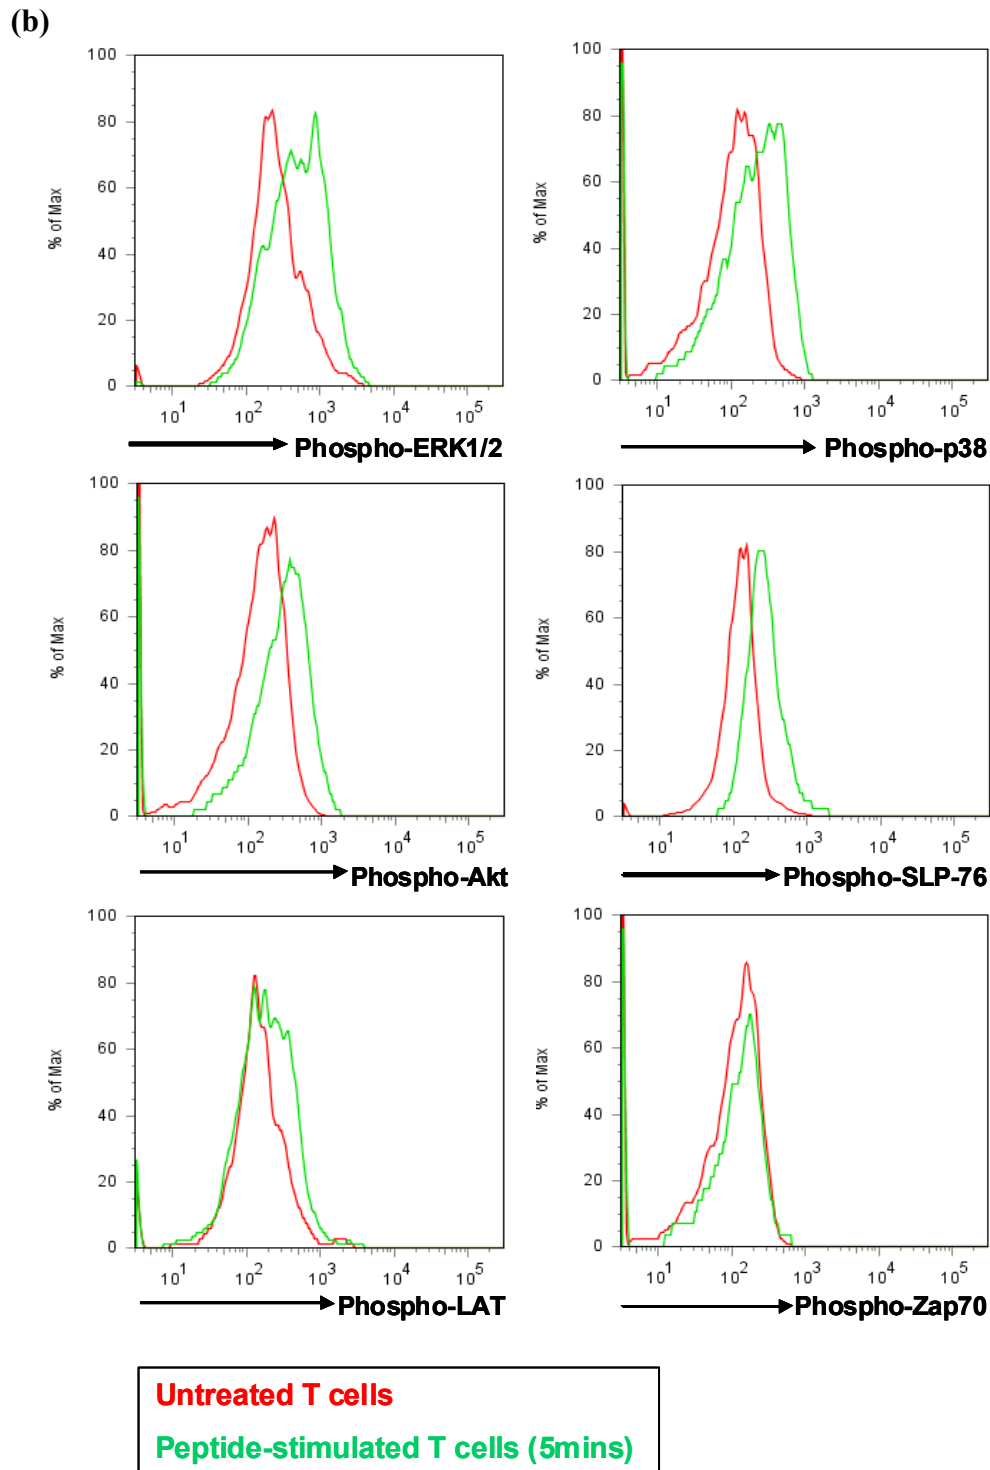 (b)
100
80
60
40
20
0
% of Max
10^1 10^2 10^3 10^4 10^5
Phospho-ERK1/2
100
80
60
40
20
0
% of Max
10^1 10^2 10^3 10^4 10^5
Phospho-p38
100
80
60
40
20
0
% of Max
10^1 10^2 10^3 10^4 10^5
Phospho-Akt
100
80
60
40
20
0
% of Max
10^1 10^2 10^3 10^4 10^5
Phospho-SLP-76
100
80
60
40
20
0
% of Max
10^1 10^2 10^3 10^4 10^5
Phospho-LAT
100
80
60
40
20
0
% of Max
10^1 10^2 10^3 10^4 10^5
Phospho-Zap70
Untreated T cells
Peptide-stimulated T cells (5mins)